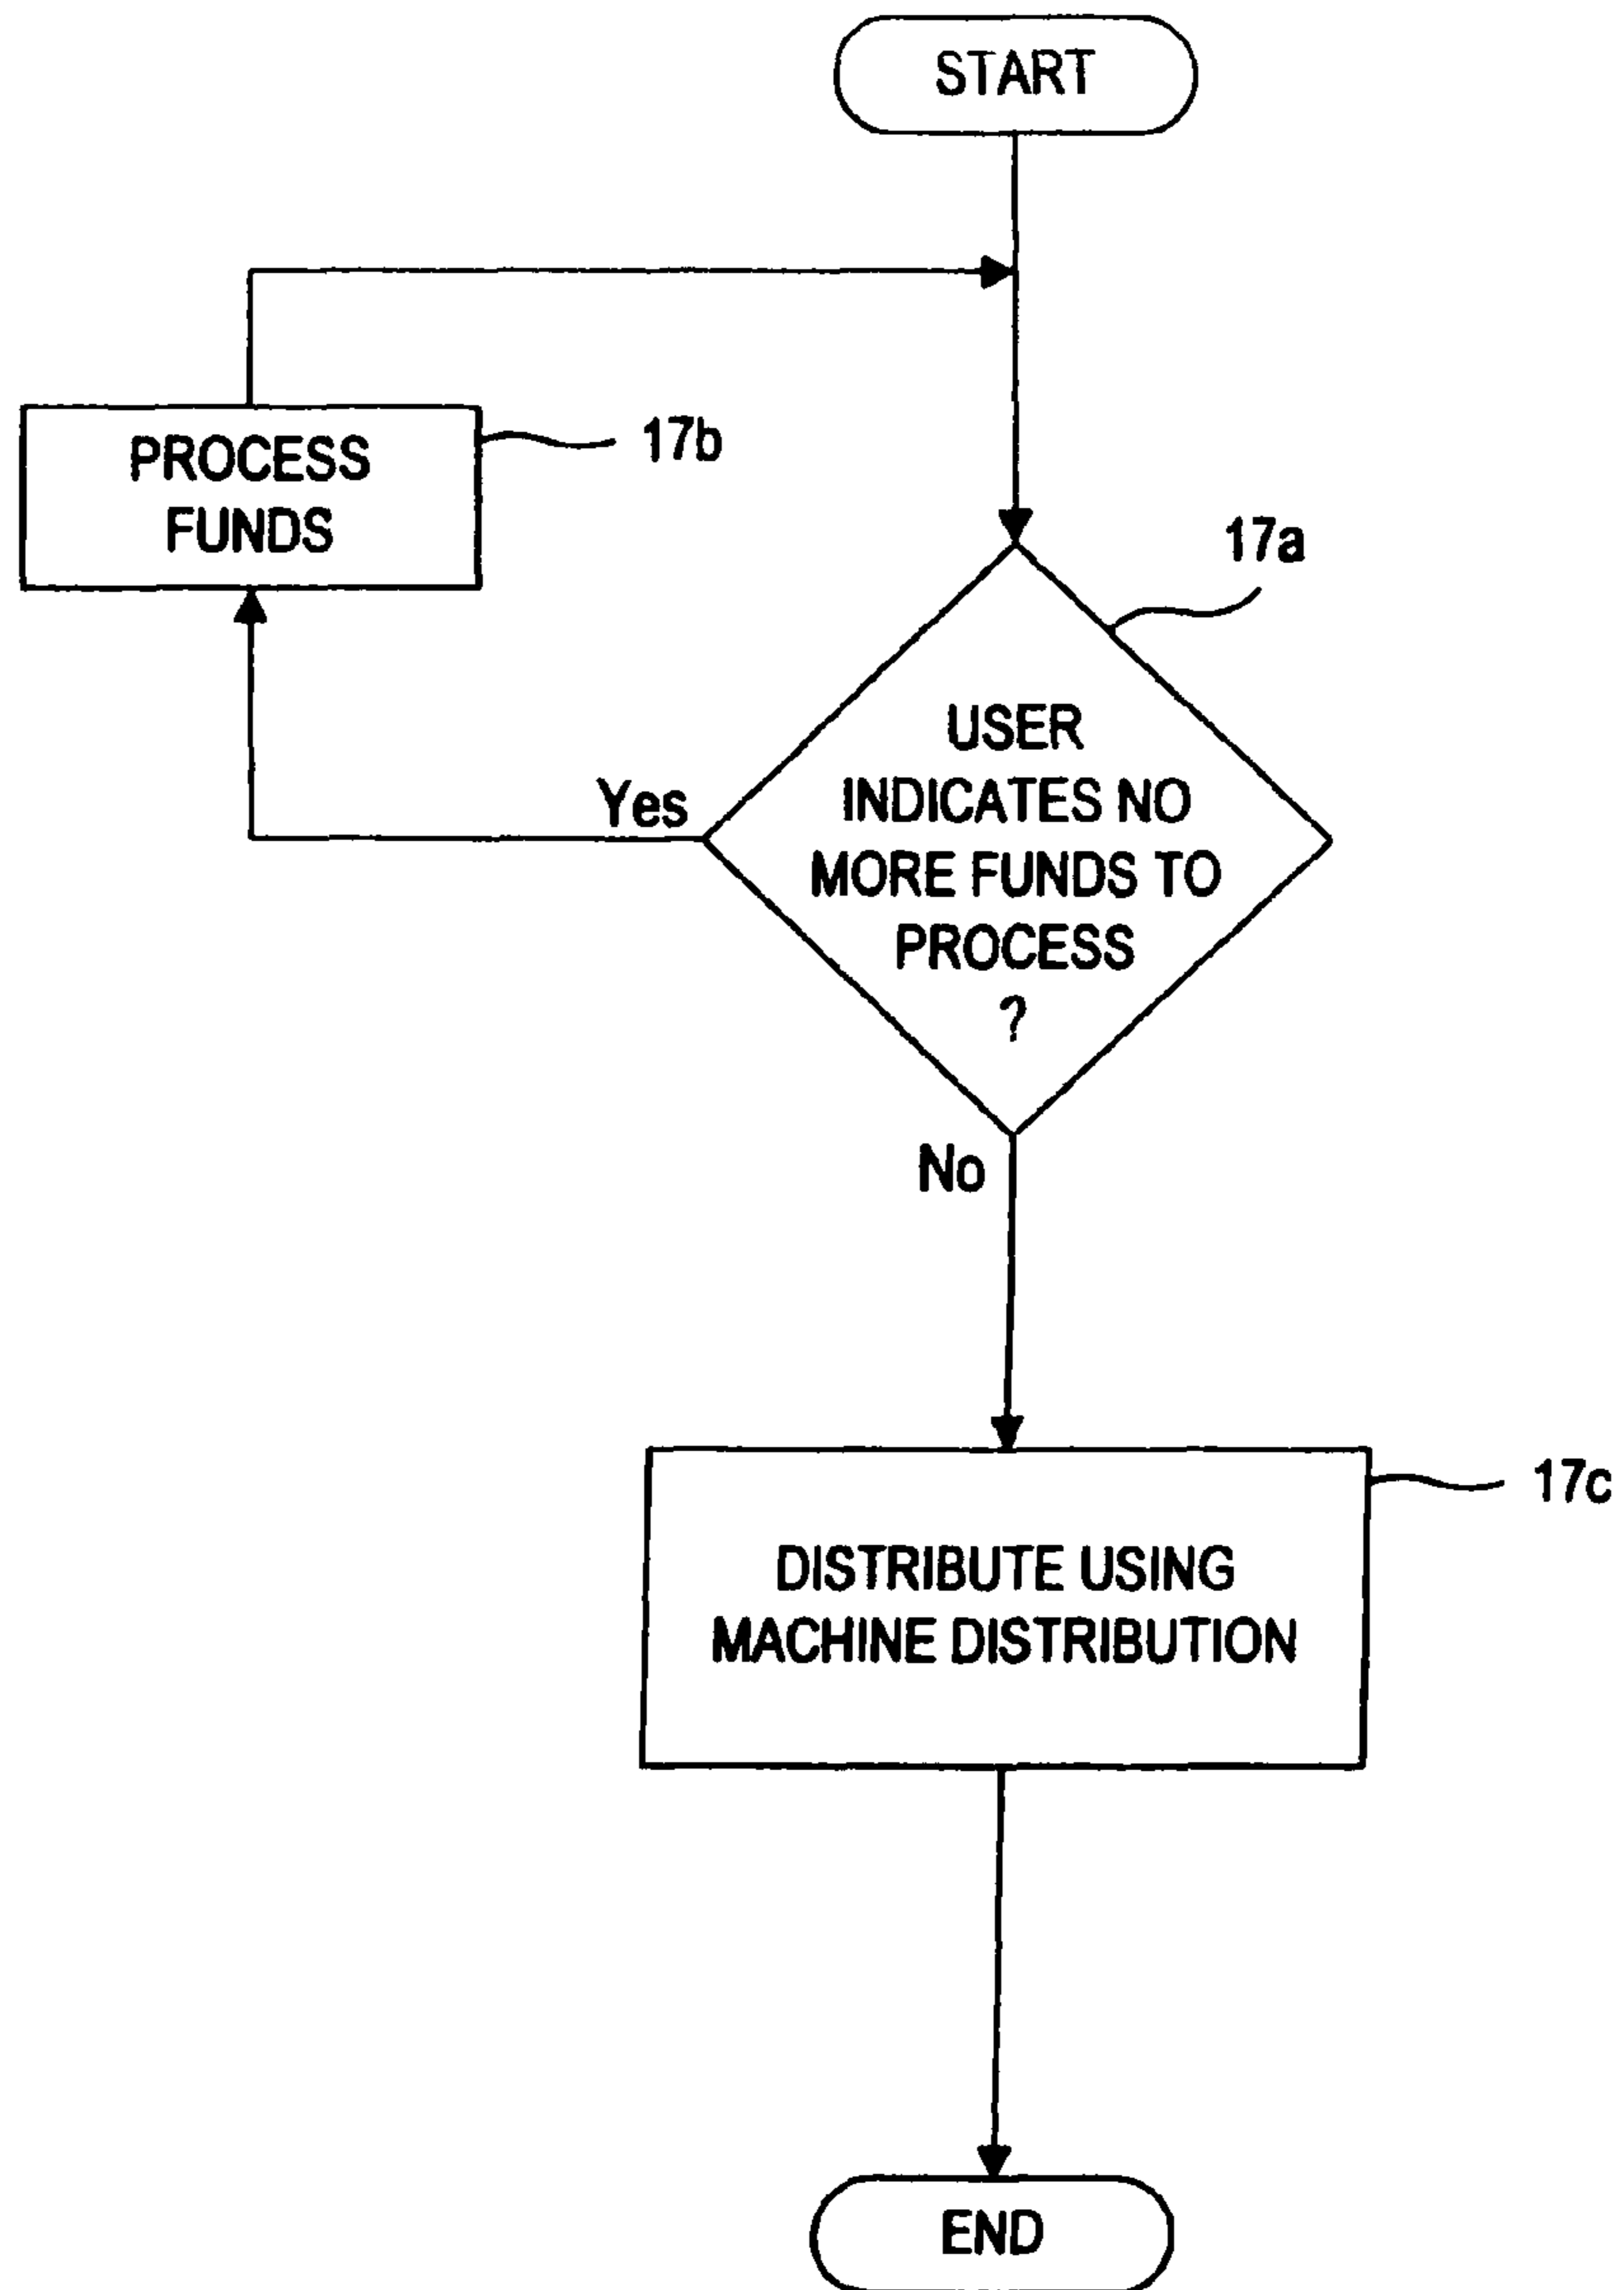 START
PROCESS
FUNDS
17b
17a
USER
INDICATES NO
MORE FUNDS TO
PROCESS
?
Yes
No
17c
DISTRIBUTE USING
MACHINE DISTRIBUTION
END